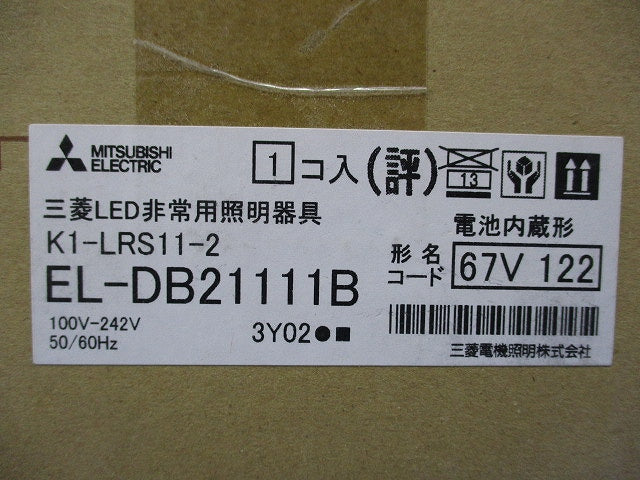 MITSUBISHI
ELECTRIC
1コ入 (評) 13
三菱LED非常用照明器具
K1-LRS11-2
EL-DB21111B
100V-242V
50/60Hz
3Y02●■
電池内蔵形
形名
コード
67V 122
三菱電機照明株式会社